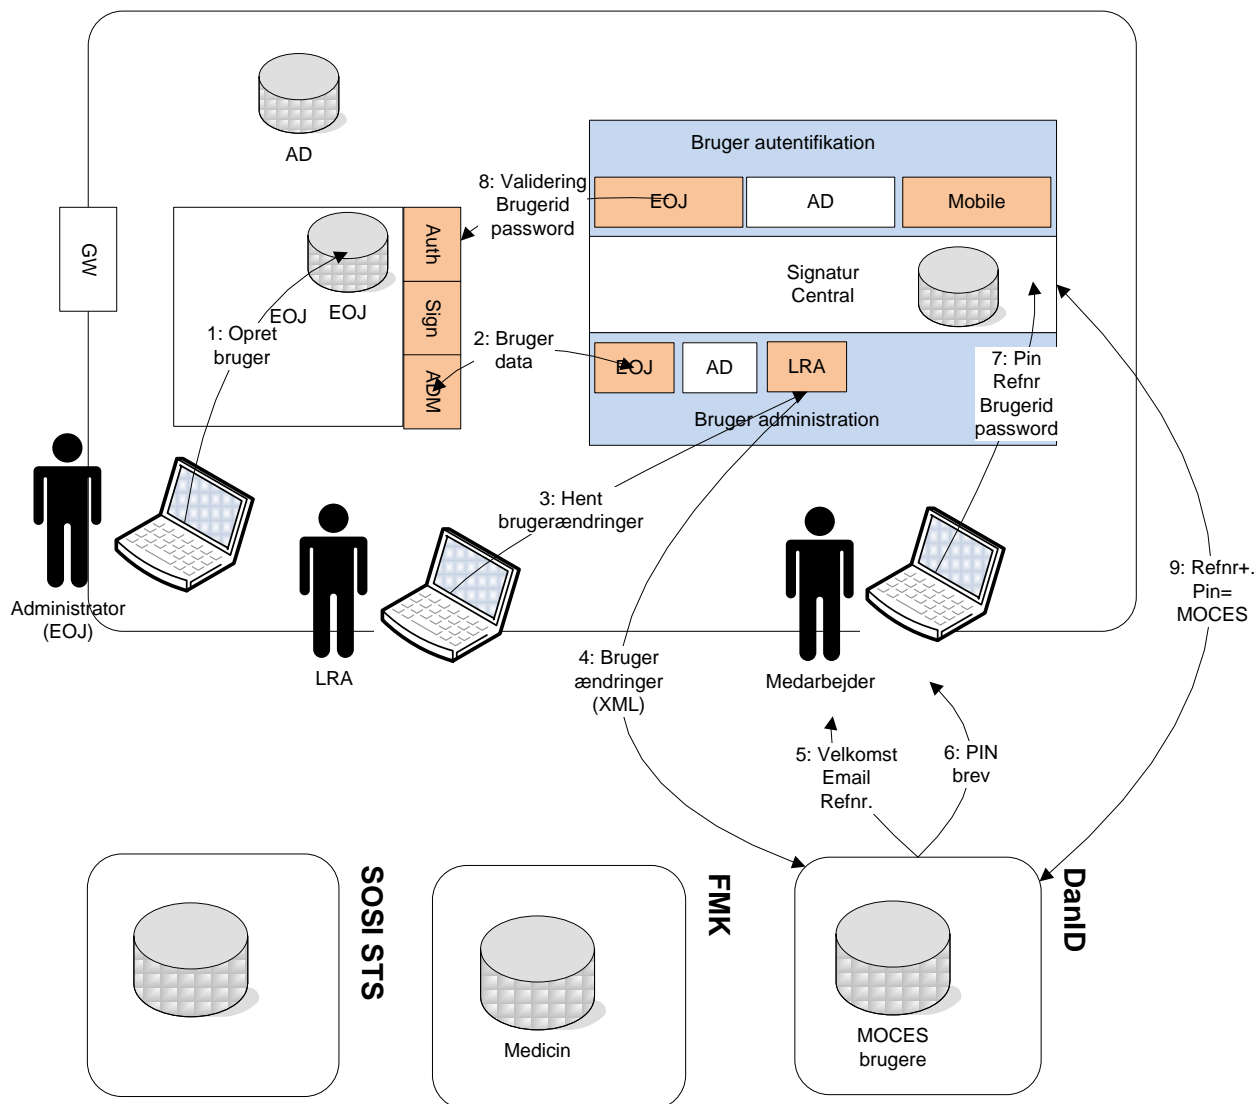 AD
GW
EOJ
EOJ
Auth
Sign
ADM
1: Opret
bruger
8: Validering
Brugerid
password
2: Bruger
data
Bruger autentifikation
EOJ
AD
Mobile
Signatur
Central
EOJ
AD
LRA
Bruger administration
7: Pin
Refnr
Brugerid
password
3: Hent
brugerændringer
Administrator
(EOJ)
LRA
4: Bruger
ændringer
(XML)
Medarbejder
9: Refnr+.
Pin=
MOCES
5: Velkomst
Email
Refnr.
6: PIN
brev
SOSI STS
FMK
Medicin
DanID
MOCES
brugere